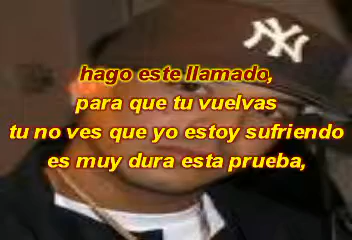 hago este llamado,
para que tu vuelvas
tu no ves que yo estoy sufriendo
es muy dura esta prueba,